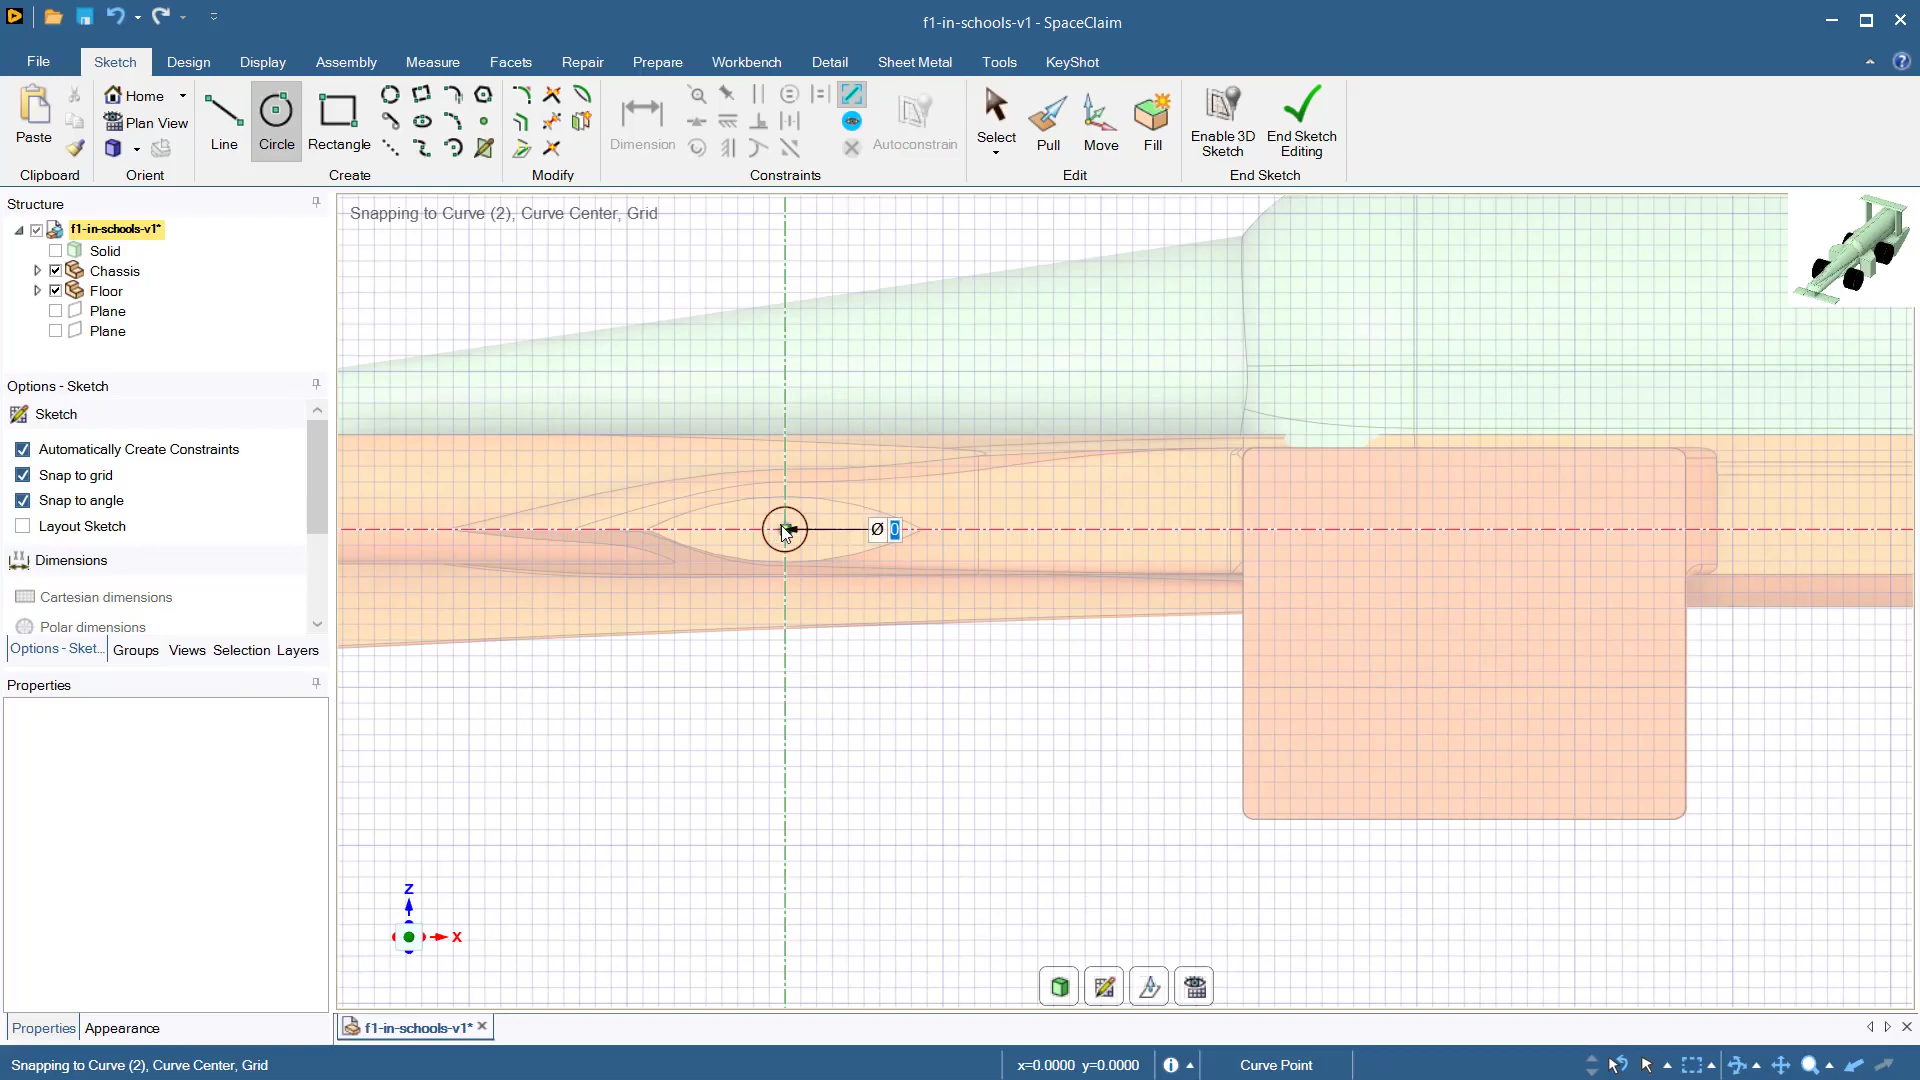 f1-in-schools-v1 - SpaceClaim
File
Sketch
Design
Display
Assembly
Measure
Facets
Repair
Prepare
Workbench
Detail
Sheet Metal
Tools
KeyShot
Paste
Clipboard
Home
Plan View
Orient
Line
Circle
Rectangle
Create
Modify
Dimension
Autoconstrain
Constraints
Select
Pull
Move
Fill
Edit
Enable 3D
Sketch
End Sketch
Editing
End Sketch
Structure
f1-in-schools-v1*
Solid
Chassis
Floor
Plane
Plane
Options - Sketch
Sketch
Automatically Create Constraints
Snap to grid
Snap to angle
Layout Sketch
Dimensions
Cartesian dimensions
Polar dimensions
Options - Sket...
Groups
Views
Selection
Layers
Properties
Properties
Appearance
Snapping to Curve (2), Curve Center, Grid
Ø 0
Z
X
f1-in-schools-v1*
Snapping to Curve (2), Curve Center, Grid
x=0.0000 y=0.0000
Curve Point